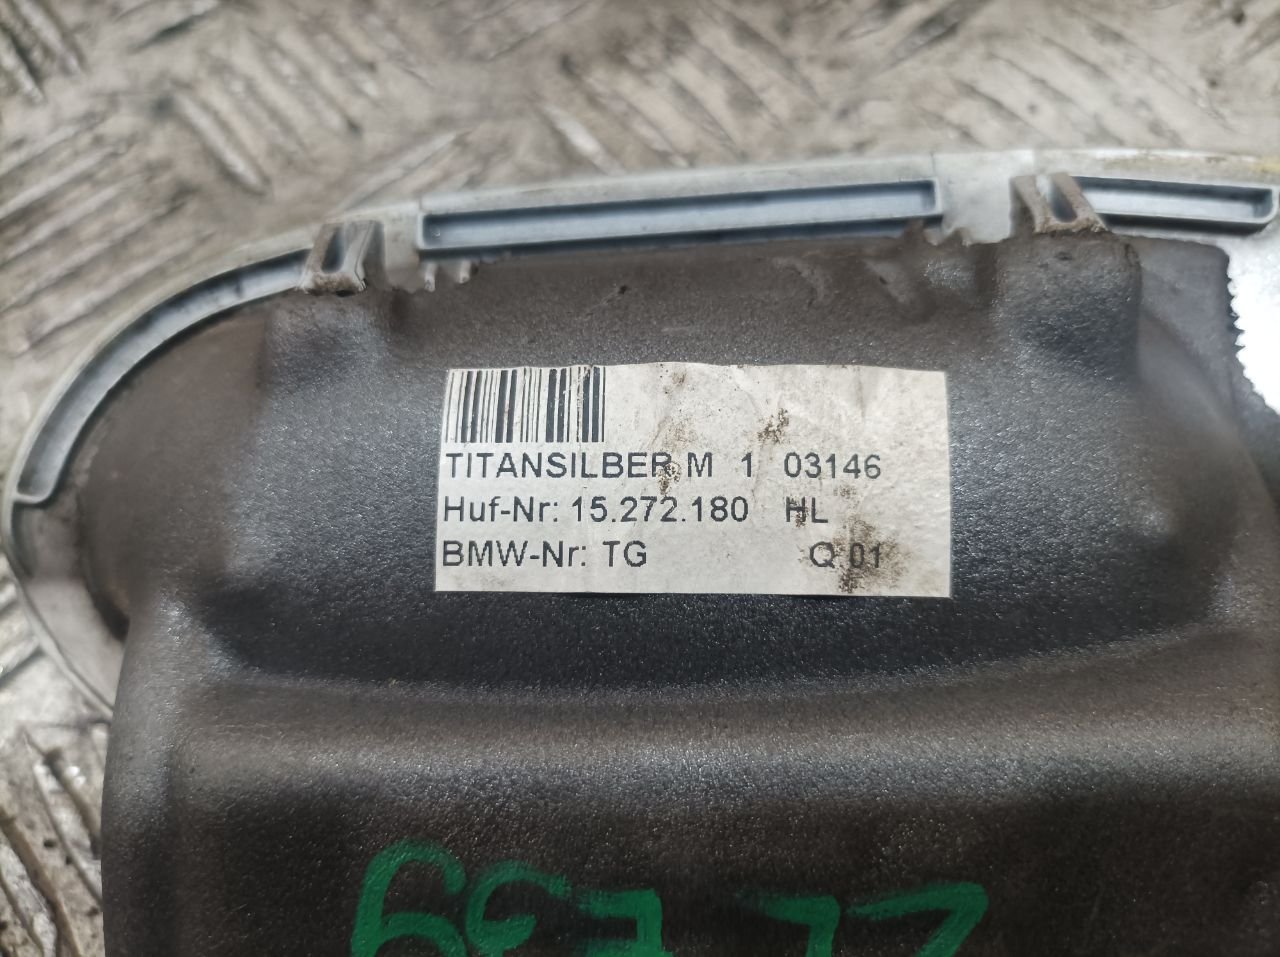 TITANSILBER M 1 03146
Huf-Nr: 15.272.180 HL
BMW-Nr: TG Q 01